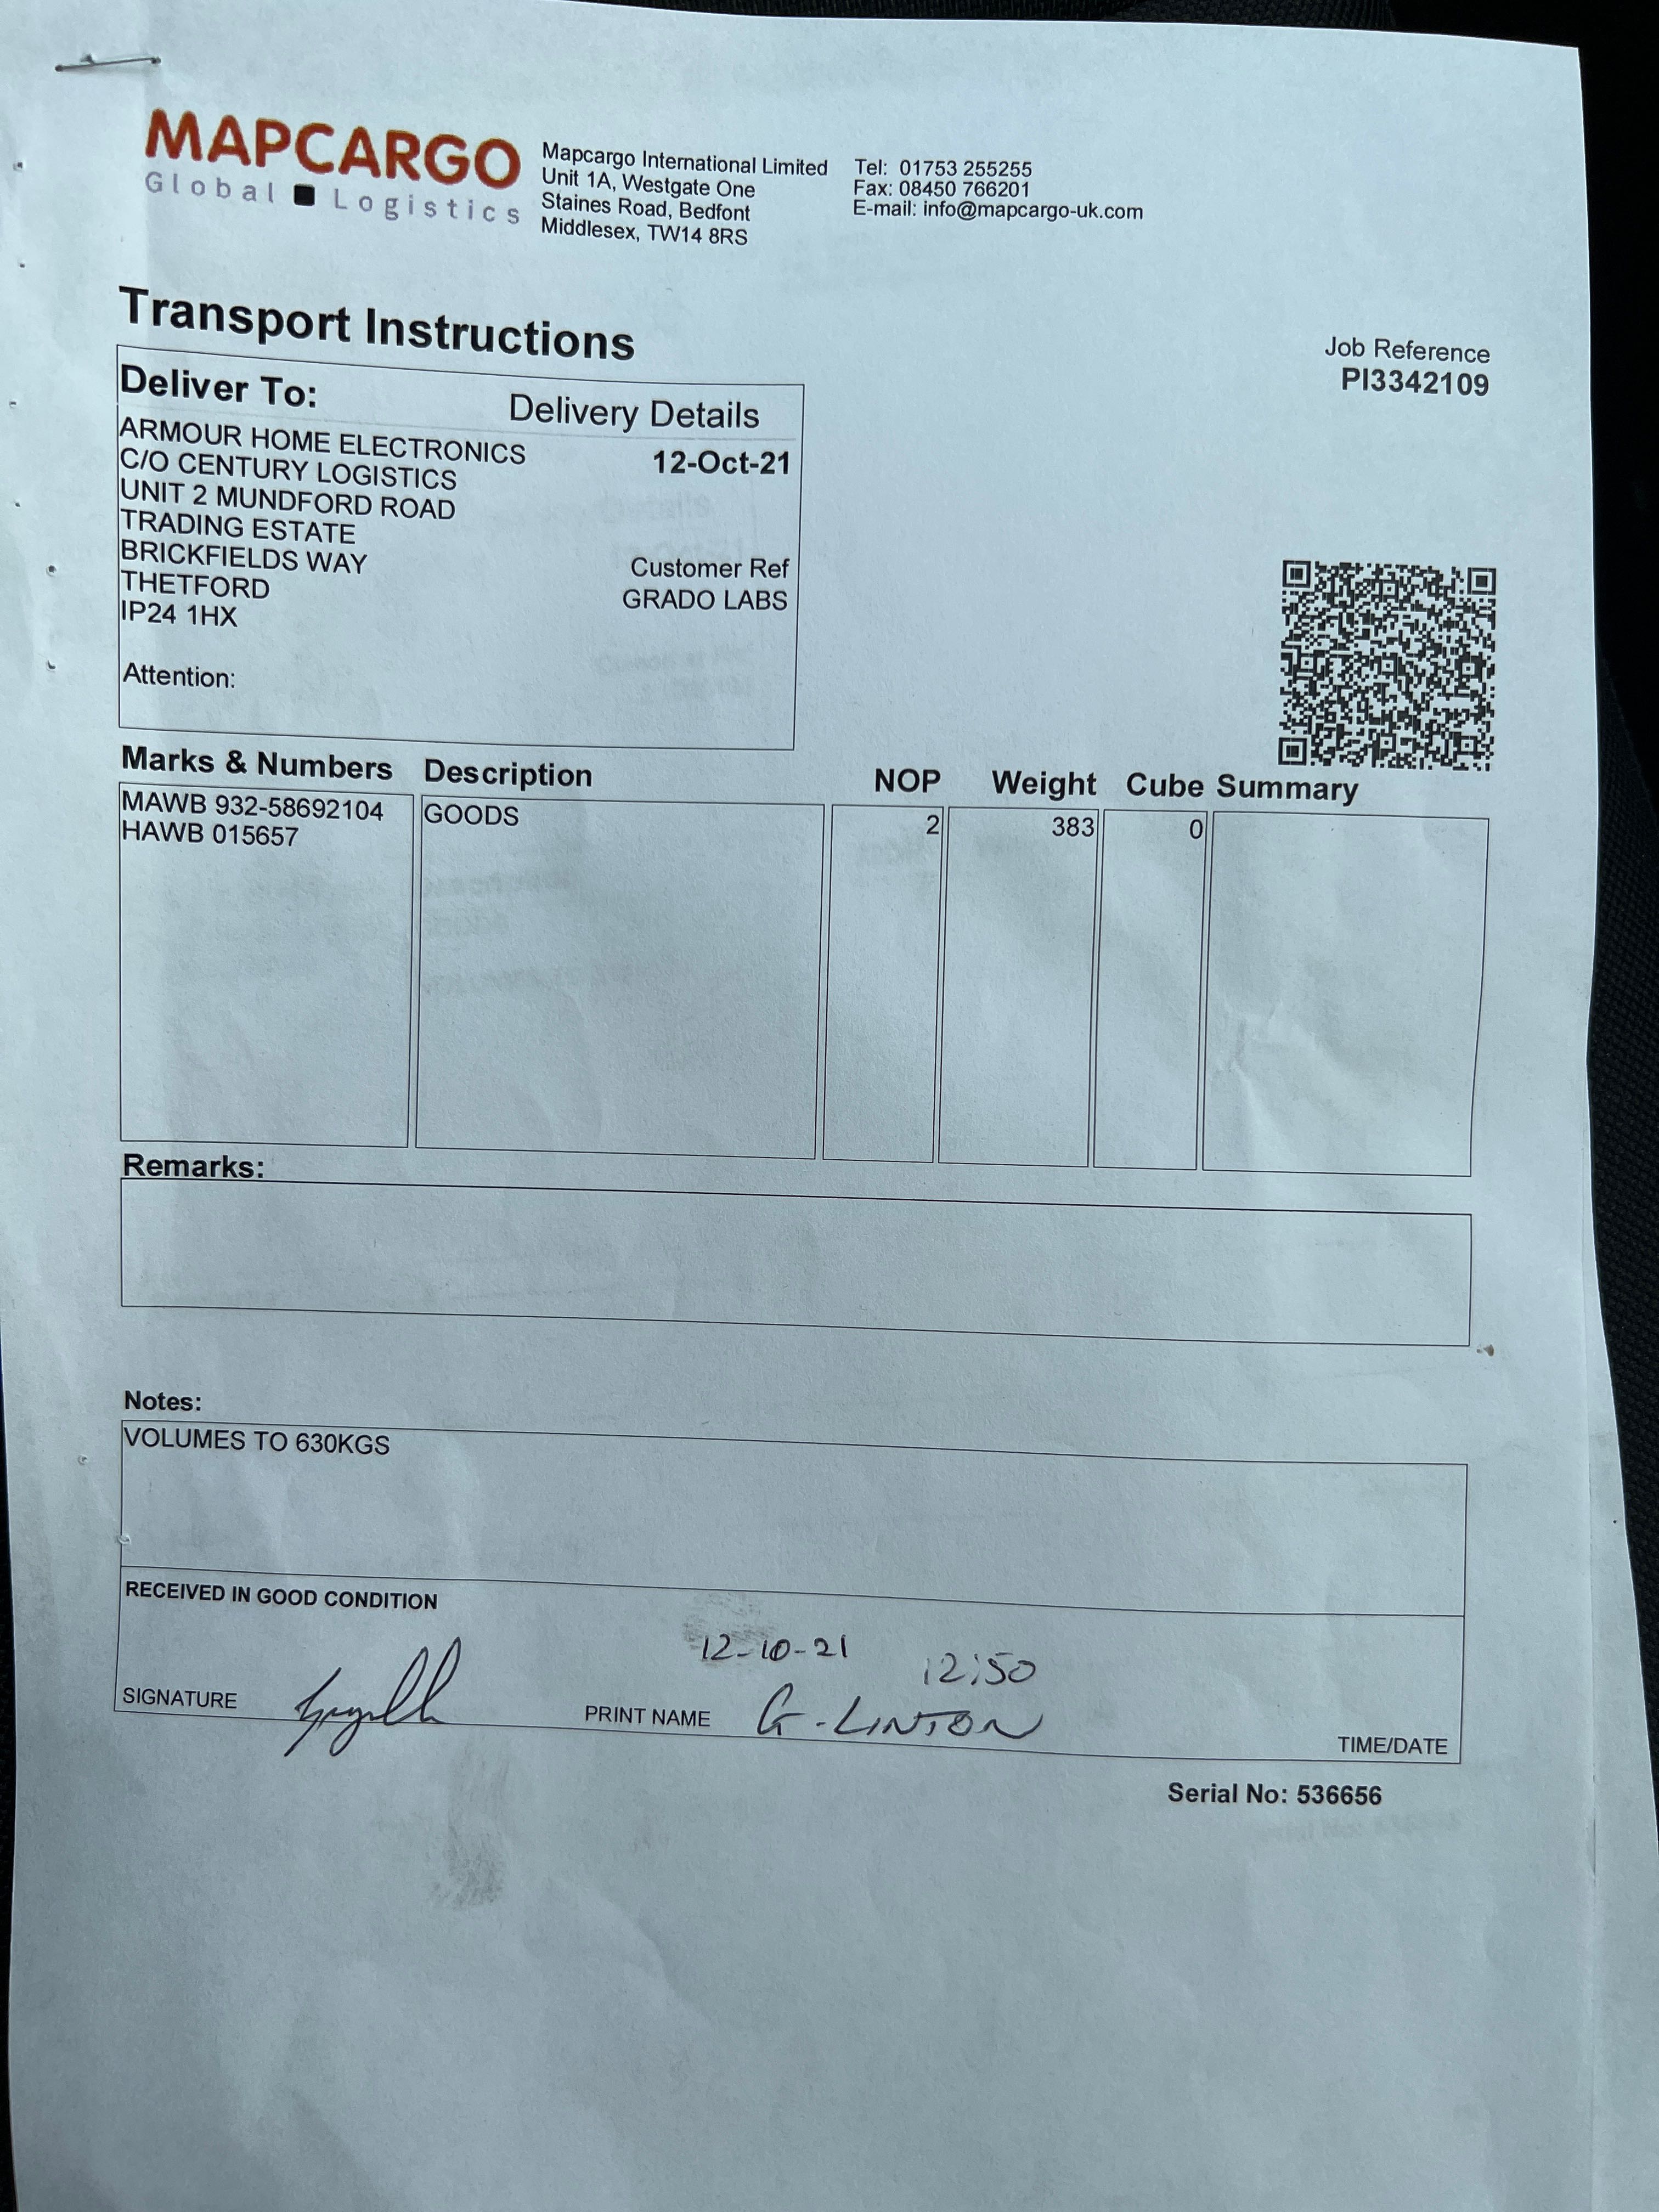 MAPCARGO
Global Logistics
Mapcargo International Limited
Unit 1A, Westgate One
Staines Road, Bedfont
Middlesex, TW14 8RS
Tel: 01753 255255
Fax: 08450 766201
E-mail: info@mapcargo-uk.com
Transport Instructions
Job Reference
PI3342109
Deliver To:
Delivery Details
ARMOUR HOME ELECTRONICS
C/O CENTURY LOGISTICS
UNIT 2 MUNDFORD ROAD
TRADING ESTATE
BRICKFIELDS WAY
THETFORD
IP24 1HX
12-Oct-21
Customer Ref
GRADO LABS
Attention:
Marks & Numbers Description NOP Weight Cube Summary
MAWB 932-58692104 GOODS 2 383 0
HAWB 015657
Remarks:
Notes:
VOLUMES TO 630KGS
RECEIVED IN GOOD CONDITION
12-10-21 12:50
SIGNATURE PRINT NAME G. LINTON TIME/DATE
Serial No: 536656